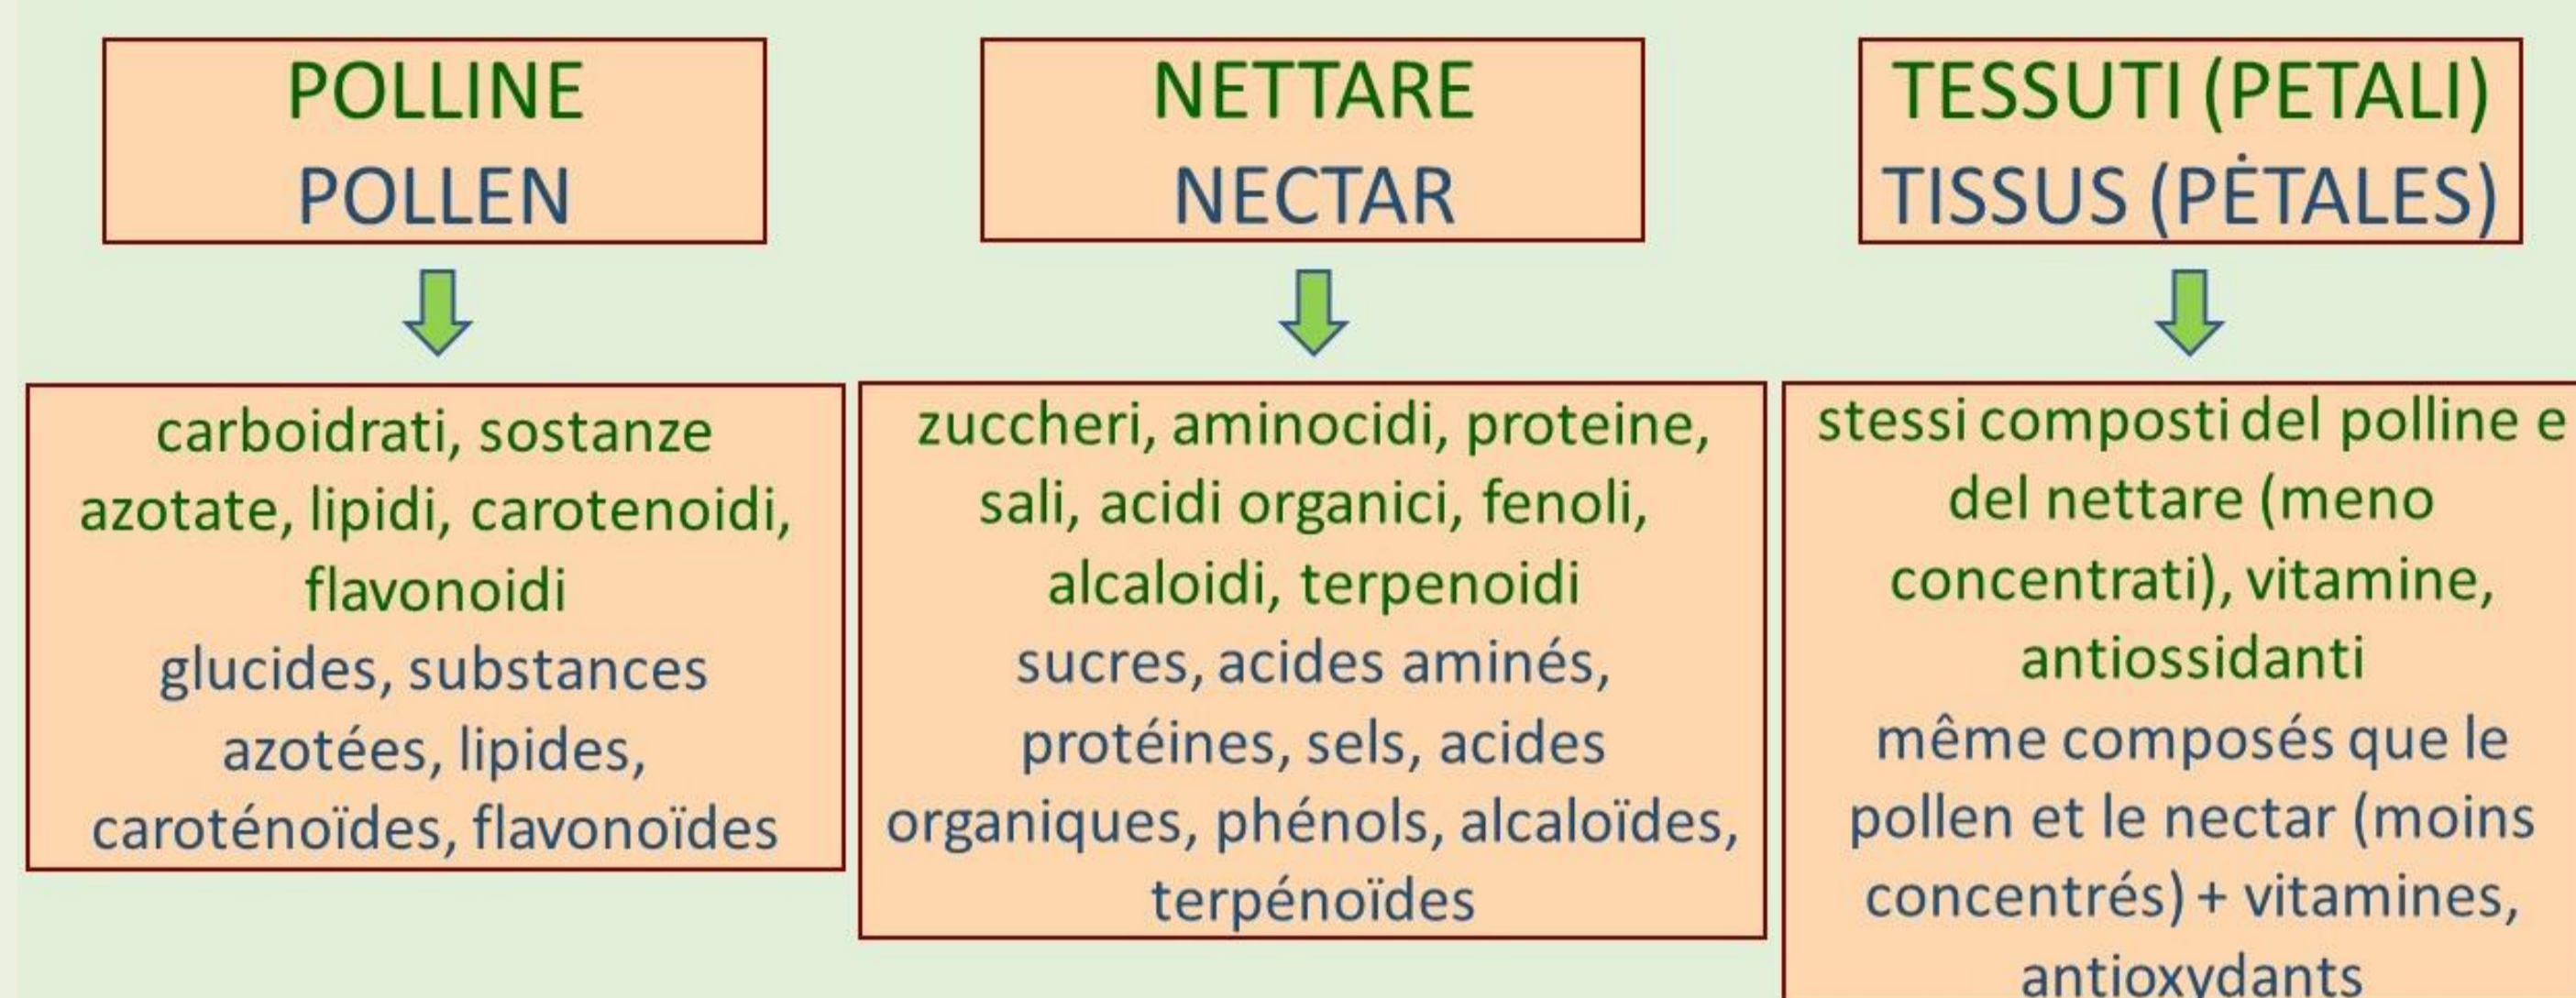 POLLINE
POLLEN
NETTARE
NECTAR
TESSUTI (PETALI)
TISSUS (PĖTALES)
carboidrati, sostanze
azotate, lipidi, carotenoidi,
flavonoidi
glucides, substances
azotées, lipides,
caroténoïdes, flavonoïdes
zuccheri, aminocidi, proteine,
sali, acidi organici, fenoli,
alcaloidi, terpenoidi
sucres, acides aminés,
protéines, sels, acides
organiques, phénols, alcaloïdes,
terpénoïdes
stessi composti del polline e
del nettare (meno
concentrati), vitamine,
antiossidanti
même composés que le
pollen et le nectar (moins
concentrés) + vitamines,
antioxydants